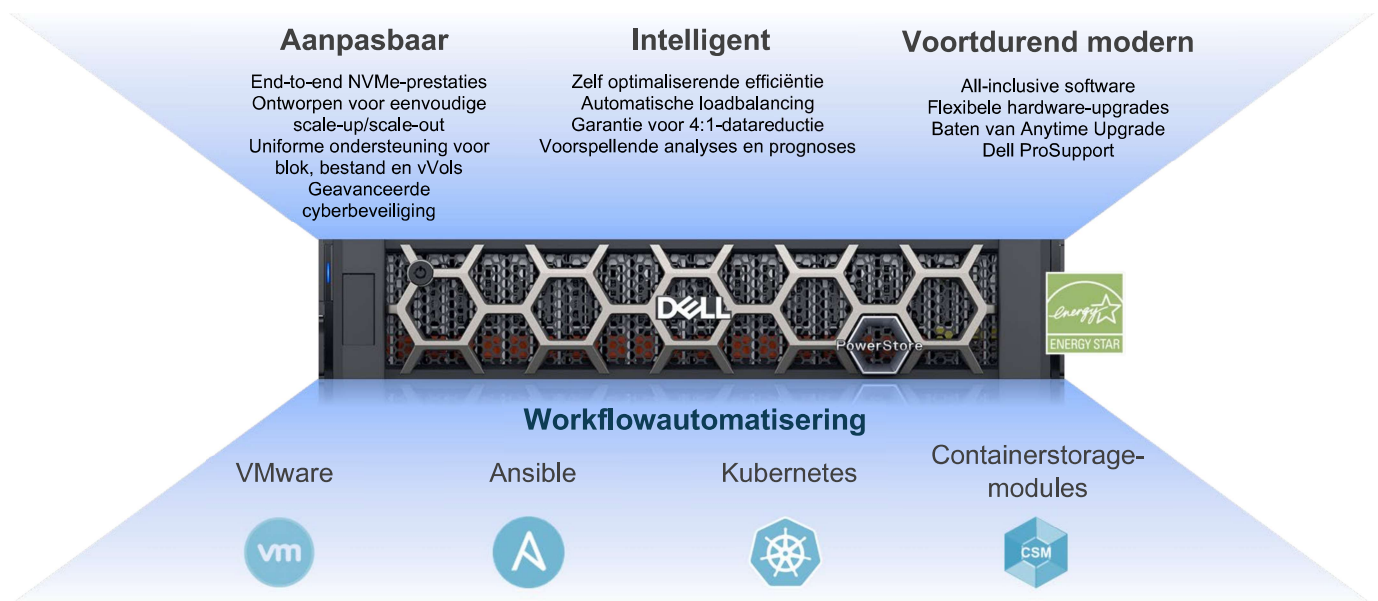 Aanpasbaar
End-to-end NVMe-prestaties
Ontworpen voor eenvoudige
scale-up/scale-out
Uniforme ondersteuning voor
blok, bestand en vVols
Geavanceerde
cyberbeveiliging
Intelligent
Zelf optimaliserende efficiëntie
Automatische loadbalancing
Garantie voor 4:1-datareductie
Voorspellende analyses en prognoses
Voortdurend modern
All-inclusive software
Flexibele hardware-upgrades
Baten van Anytime Upgrade
Dell ProSupport
DELL
PowerStore
energy
ENERGY STAR
Workflowautomatisering
VMware
Ansible
Kubernetes
Containerstorage-
modules
vm
A
CSM